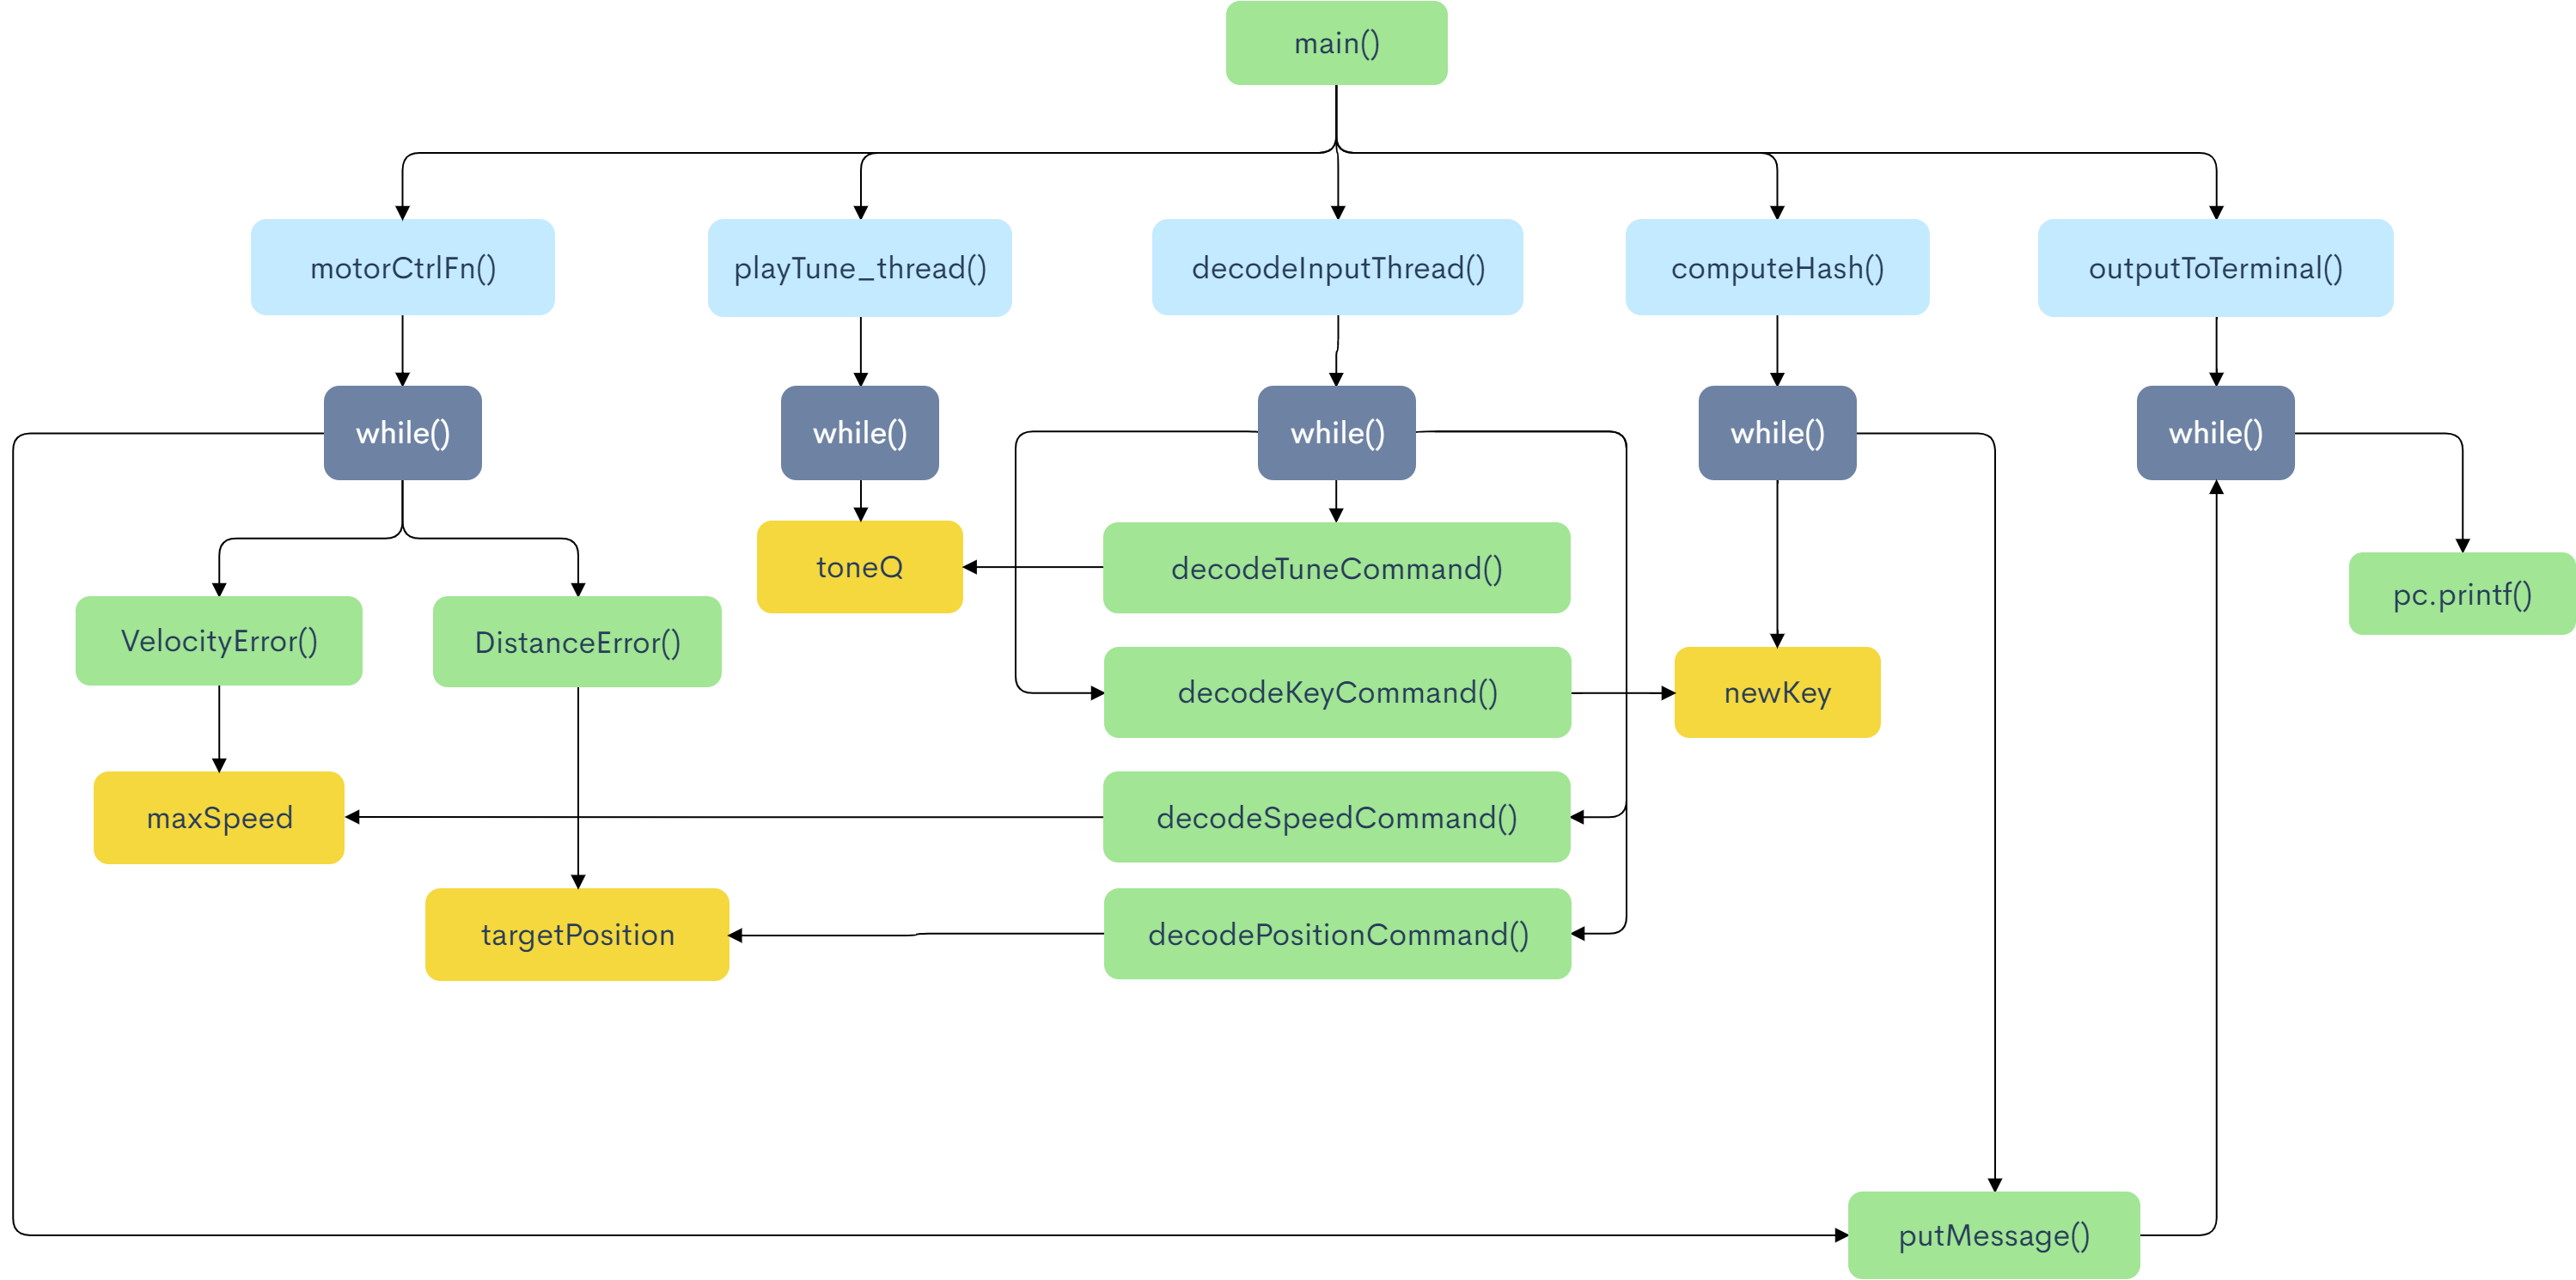 main()
motorCtrlFn()
playTune_thread()
decodeInputThread()
computeHash()
outputToTerminal()
while()
while()
while()
while()
while()
toneQ
decodeTuneCommand()
pc.printf()
VelocityError()
DistanceError()
decodeKeyCommand()
newKey
maxSpeed
decodeSpeedCommand()
targetPosition
decodePositionCommand()
putMessage()